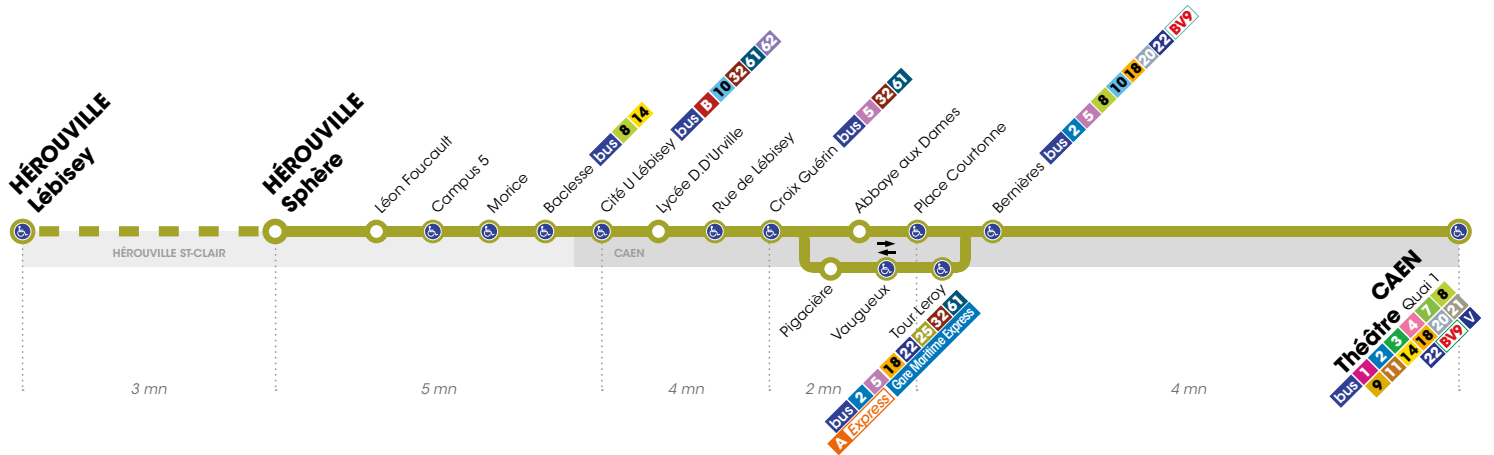 HÉROUVILLE
Lébisey
HÉROUVILLE
Sphère
Léon Foucault
Campus 5
Morice
Baclesse bus 8 14
Cité U Lébisey bus B 10 32 61 62
Lycée D.D'Urville
Rue de Lébisey
Croix Guérin bus 5 32 61
Abbaye aux Dames
Place Courtonne
Bernières bus 2 5 8 10 18 20 22 BV9
HÉROUVILLE ST-CLAIR
CAEN
Pigacière
Vaugueux
Tour Leroy
bus 2 5 18 22 25 32 61
A Express Gare Maritime Express
CAEN
Théâtre Quai 1
bus 1 2 3 4 7 8
9 11 14 18 20 21
22 BV9 V
3 mn
5 mn
4 mn
2 mn
4 mn